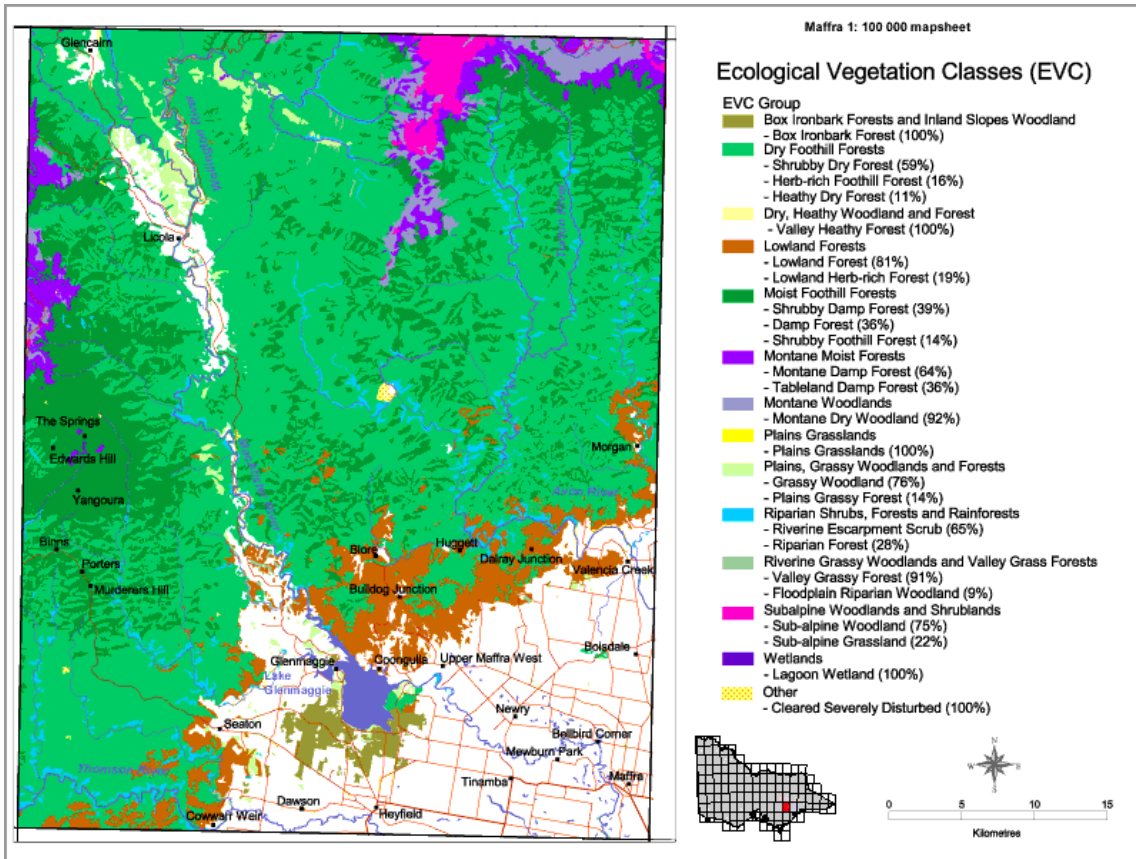 Maffra 1: 100 000 mapsheet
Ecological Vegetation Classes (EVC)
EVC Group
Box Ironbark Forests and Inland Slopes Woodland
- Box Ironbark Forest (100%)
Dry Foothill Forests
- Shrubby Dry Forest (59%)
- Herb-rich Foothill Forest (16%)
- Heathy Dry Forest (11%)
Dry, Heathy Woodland and Forest
- Valley Heathy Forest (100%)
Lowland Forests
- Lowland Forest (81%)
- Lowland Herb-rich Forest (19%)
Moist Foothill Forests
- Shrubby Damp Forest (39%)
- Damp Forest (36%)
- Shrubby Foothill Forest (14%)
Montane Moist Forests
- Montane Damp Forest (64%)
- Tableland Damp Forest (36%)
Montane Woodlands
- Montane Dry Woodland (92%)
Plains Grasslands
- Plains Grasslands (100%)
Plains, Grassy Woodlands and Forests
- Grassy Woodland (76%)
- Plains Grassy Forest (14%)
Riparian Shrubs, Forests and Rainforests
- Riverine Escarpment Scrub (65%)
- Riparian Forest (28%)
Riverine Grassy Woodlands and Valley Grass Forests
- Valley Grassy Forest (91%)
- Floodplain Riparian Woodland (9%)
Subalpine Woodlands and Shrublands
- Sub-alpine Woodland (75%)
- Sub-alpine Grassland (22%)
Wetlands
- Lagoon Wetland (100%)
Other
- Cleared Severely Disturbed (100%)
N
W E
S
0 5 10 15
Kilometres
Glencairn
Licola
The Springs
Edwards Hill
Yangoura
Morgan
Avon River
Binns
Porters
Murderers Hill
Blore
Huggett
Dalray Junction
Valencia Creek
Bulldog Junction
Boisdale
Glenmaggie
Coongulla
Upper Maffra West
Lake
Glenmaggie
Seaton
Newry
Bellbird Corner
Mewburn Park
Thomson River
Tinamba
Maffra
Dawson
Heyfield
Cowwarr Weir